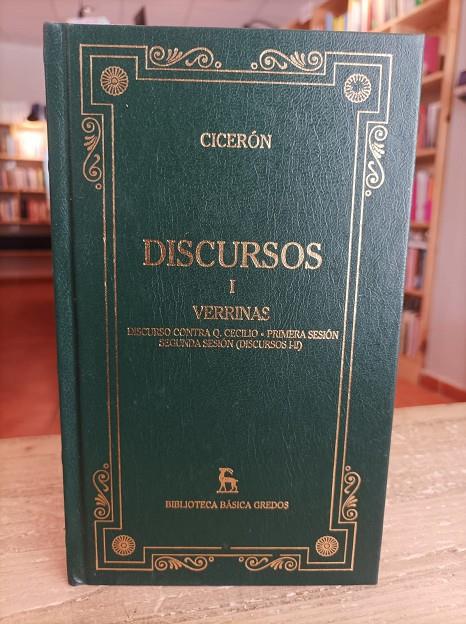 CICERÓN
DISCURSOS
I
VERRINAS
DISCURSO CONTRA Q. CECILIO • PRIMERA SESIÓN
SEGUNDA SESIÓN (DISCURSOS I-II)
BIBLIOTECA BÁSICA GREDOS